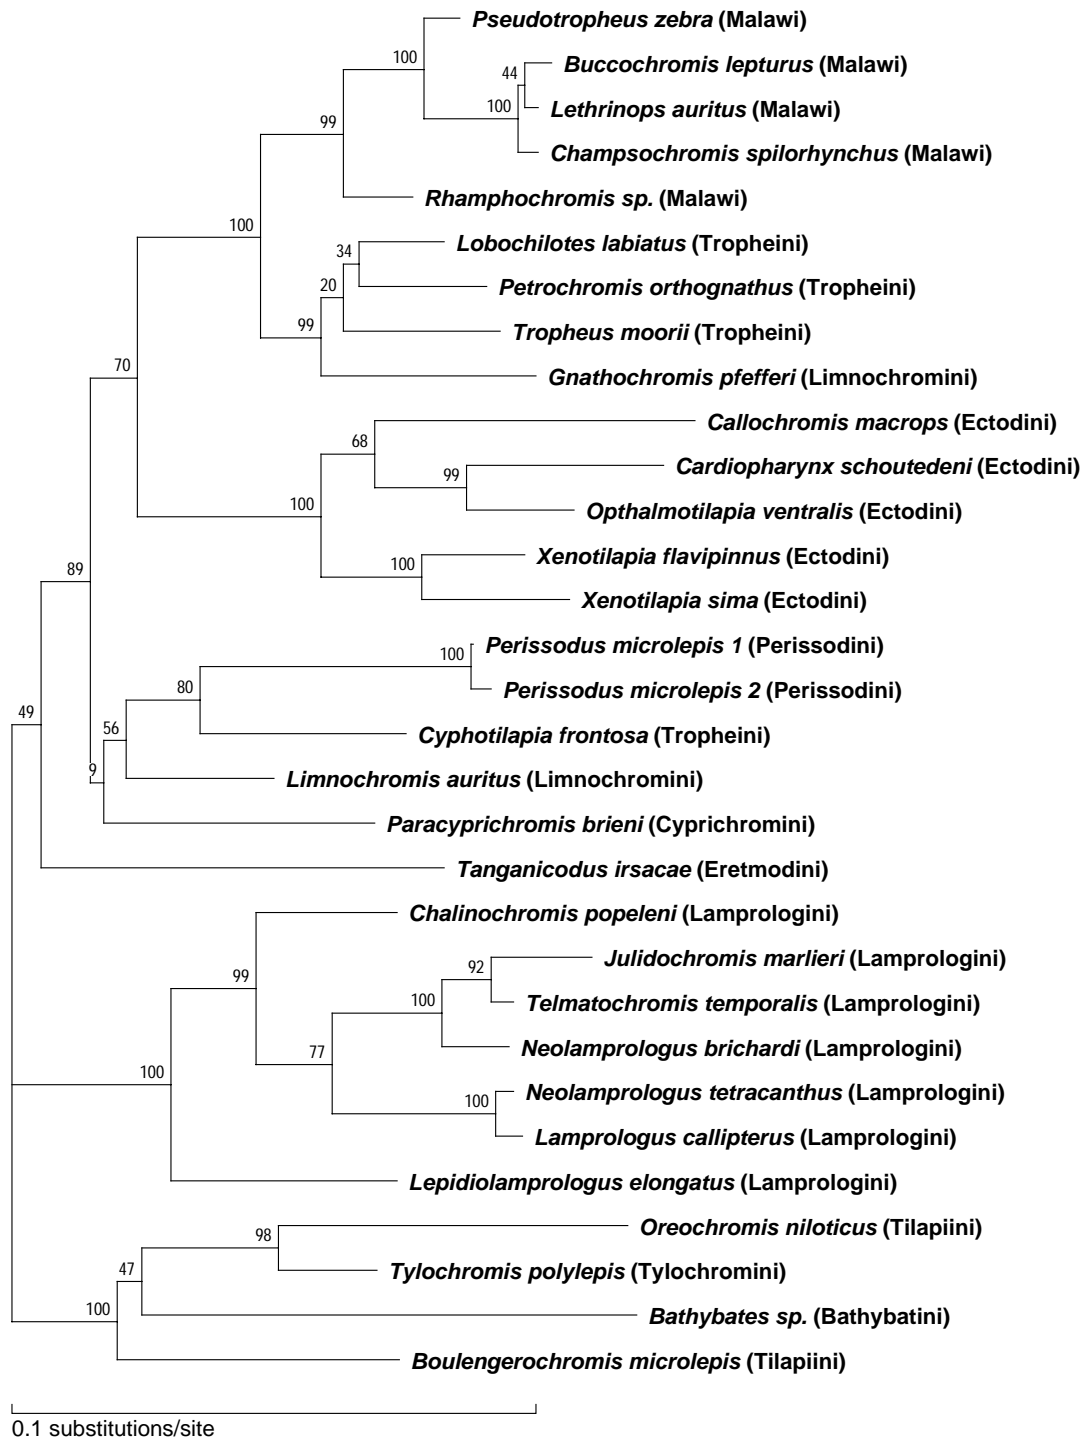 Pseudotropheus zebra (Malawi)
100
Buccochromis lepturus (Malawi)
44
Lethrinops auritus (Malawi)
100
99
Champsochromis spilorhynchus (Malawi)
Rhamphochromis sp. (Malawi)
100
Lobochilotes labiatus (Tropheini)
34
Petrochromis orthognathus (Tropheini)
20
99
Tropheus moorii (Tropheini)
70
Gnathochromis pfefferi (Limnochromini)
Callochromis macrops (Ectodini)
68
Cardiopharynx schoutedeni (Ectodini)
99
100
Opthalmotilapia ventralis (Ectodini)
Xenotilapia flavipinnus (Ectodini)
100
89
Xenotilapia sima (Ectodini)
Perissodus microlepis 1 (Perissodini)
100
80
Perissodus microlepis 2 (Perissodini)
49
56
Cyphotilapia frontosa (Tropheini)
9
Limnochromis auritus (Limnochromini)
Paracyprichromis brieni (Cyprichromini)
Tanganicodus irsacae (Eretmodini)
Chalinochromis popeleni (Lamprologini)
Julidochromis marlieri (Lamprologini)
92
99
Telmatochromis temporalis (Lamprologini)
100
Neolamprologus brichardi (Lamprologini)
77
100
Neolamprologus tetracanthus (Lamprologini)
100
Lamprologus callipterus (Lamprologini)
Lepidiolamprologus elongatus (Lamprologini)
Oreochromis niloticus (Tilapiini)
98
Tylochromis polylepis (Tylochromini)
47
100
Bathybates sp. (Bathybatini)
Boulengerochromis microlepis (Tilapiini)
0.1 substitutions/site